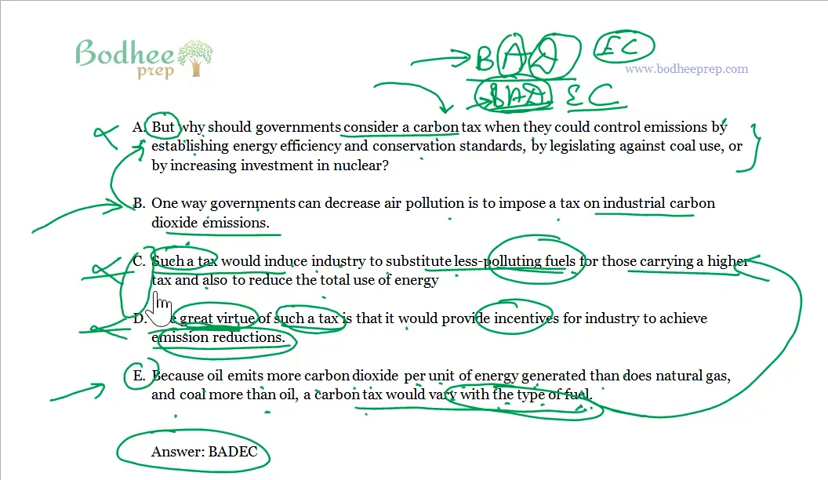 Bodhee
prep
B A D EC
www.bodheeprep.com
BAD EC
A. But why should governments consider a carbon tax when they could control emissions by
establishing energy efficiency and conservation standards, by legislating against coal use, or
by increasing investment in nuclear?
B. One way governments can decrease air pollution is to impose a tax on industrial carbon
dioxide emissions.
C. Such a tax would induce industry to substitute less-polluting fuels for those carrying a higher
tax and also to reduce the total use of energy
D. great virtue of such a tax is that it would provide incentives for industry to achieve
emission reductions.
E. Because oil emits more carbon dioxide per unit of energy generated than does natural gas,
and coal more than oil, a carbon tax would vary with the type of fuel.
Answer: BADEC